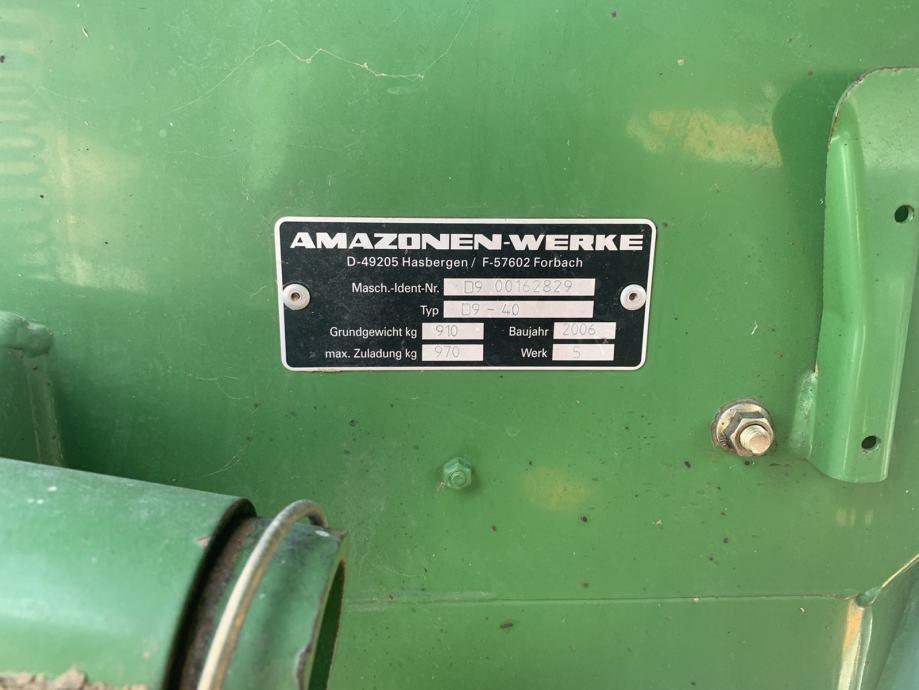 AMAZONEN-WERKE
D-49205 Hasbergen / F-57602 Forbach
Masch.-Ident-Nr. D9 00162829
Typ D9-40
Grundgewicht kg 910 Baujahr 2006
max. Zuladung kg 970 Werk 5